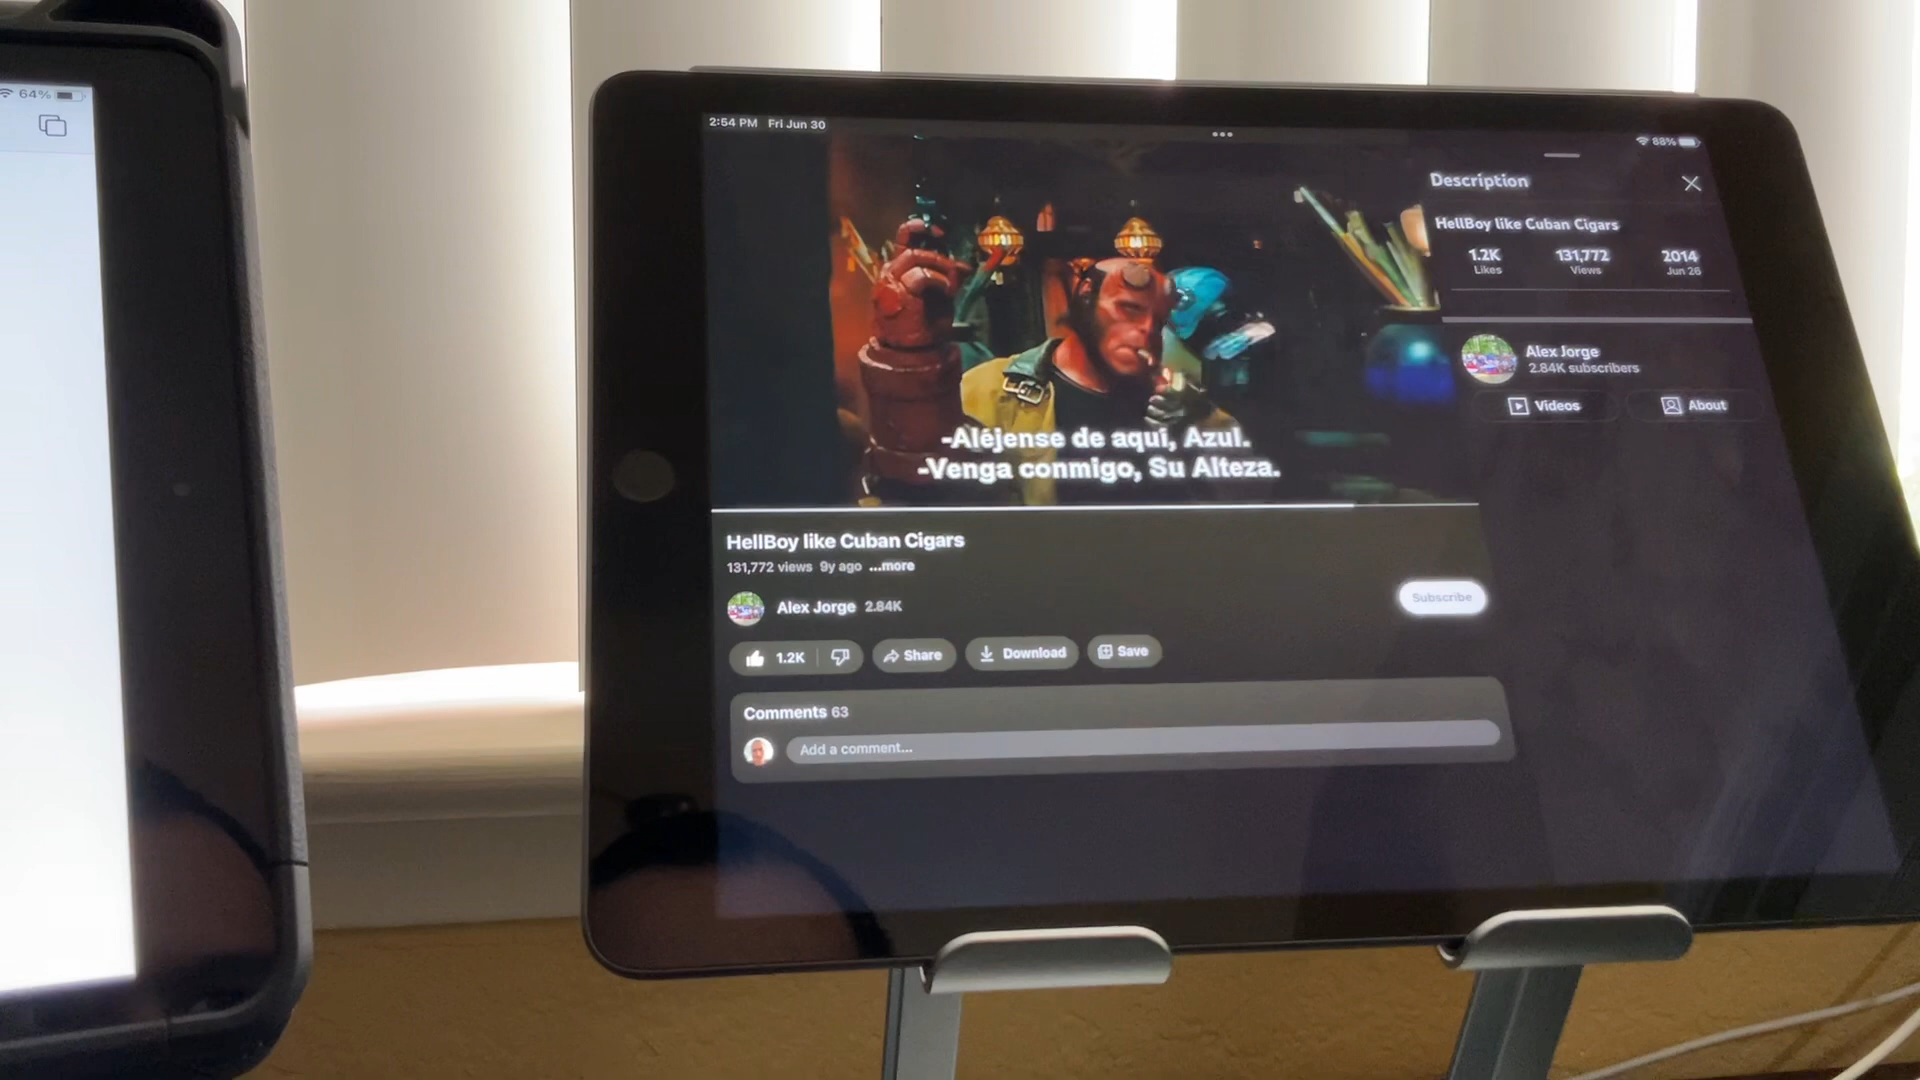 64%
2:54 PM Fri Jun 30
88%
Description
HellBoy like Cuban Cigars
1.2K 131,772 2014
Likes Views Jun 26
Alex Jorge
2.84K subscribers
Videos About
-Aléjense de aquí, Azul.
-Venga conmigo, Su Alteza.
HellBoy like Cuban Cigars
131,772 views 9y ago ...more
Alex Jorge 2.84K
Subscribe
1.2K Share Download Save
Comments 63
Add a comment...